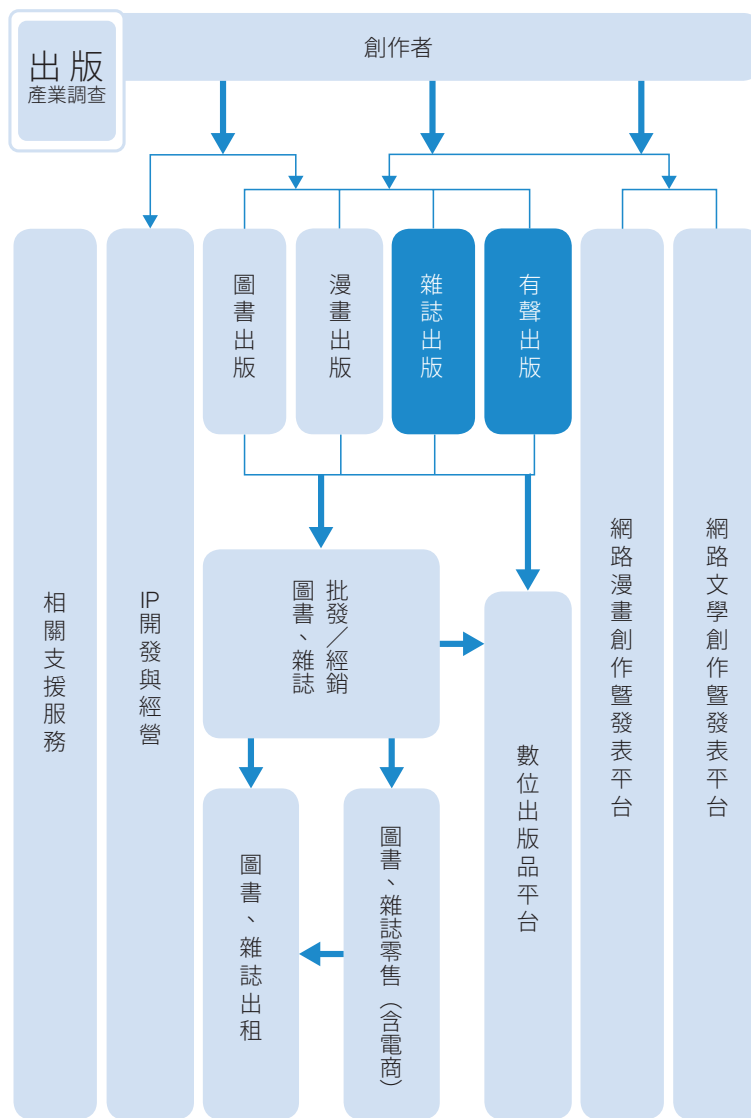 出版
產業調查
創作者
相關支援服務
IP開發與經營
圖書出版
漫畫出版
雜誌出版
有聲出版
網路漫畫創作暨發表平台
網路文學創作暨發表平台
批發／經銷
圖書、雜誌
數位出版品平台
圖書、雜誌出租
圖書、雜誌零售（含電商）